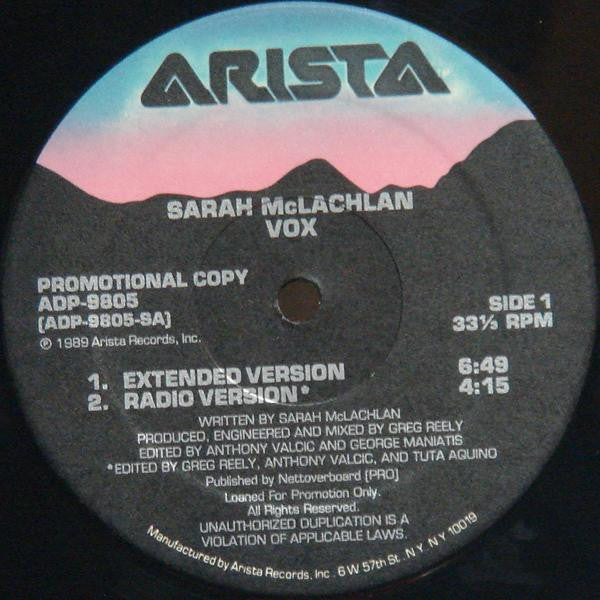 ARISTA
SARAH McLACHLAN
VOX
PROMOTIONAL COPY
ADP-9805
(ADP-9805-SA)
℗ 1989 Arista Records, Inc.
SIDE 1
33⅓ RPM
1. EXTENDED VERSION 6:49
2. RADIO VERSION* 4:15
WRITTEN BY SARAH McLACHLAN
PRODUCED, ENGINEERED AND MIXED BY GREG REELY
EDITED BY ANTHONY VALCIC AND GEORGE MANIATIS
*EDITED BY GREG REELY, ANTHONY VALCIC, AND TUTA AQUINO
Published by Nettoverboard (PRO)
Loaned For Promotion Only.
All Rights Reserved.
UNAUTHORIZED DUPLICATION IS A
VIOLATION OF APPLICABLE LAWS.
Manufactured by Arista Records, Inc. 6 W 57th St., N.Y. N.Y 10019